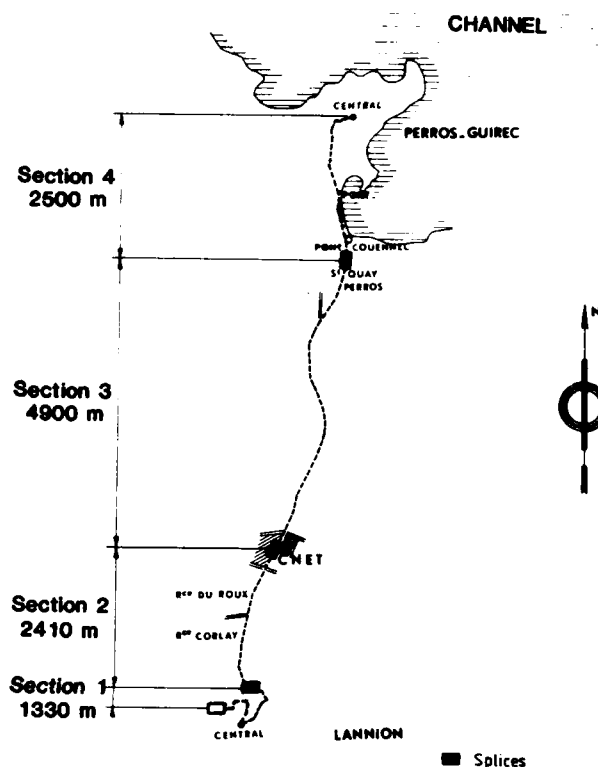 CHANNEL
CENTRAL
PERROS-GUIREC
Section 4
2500 m
PONT COUENNEC
St QUAY
PERROS
N
Section 3
4900 m
CNET
Rte DU ROUX
Section 2
2410 m
Rte CORLAY
Section 1
1330 m
CENTRAL
LANNION
Splices